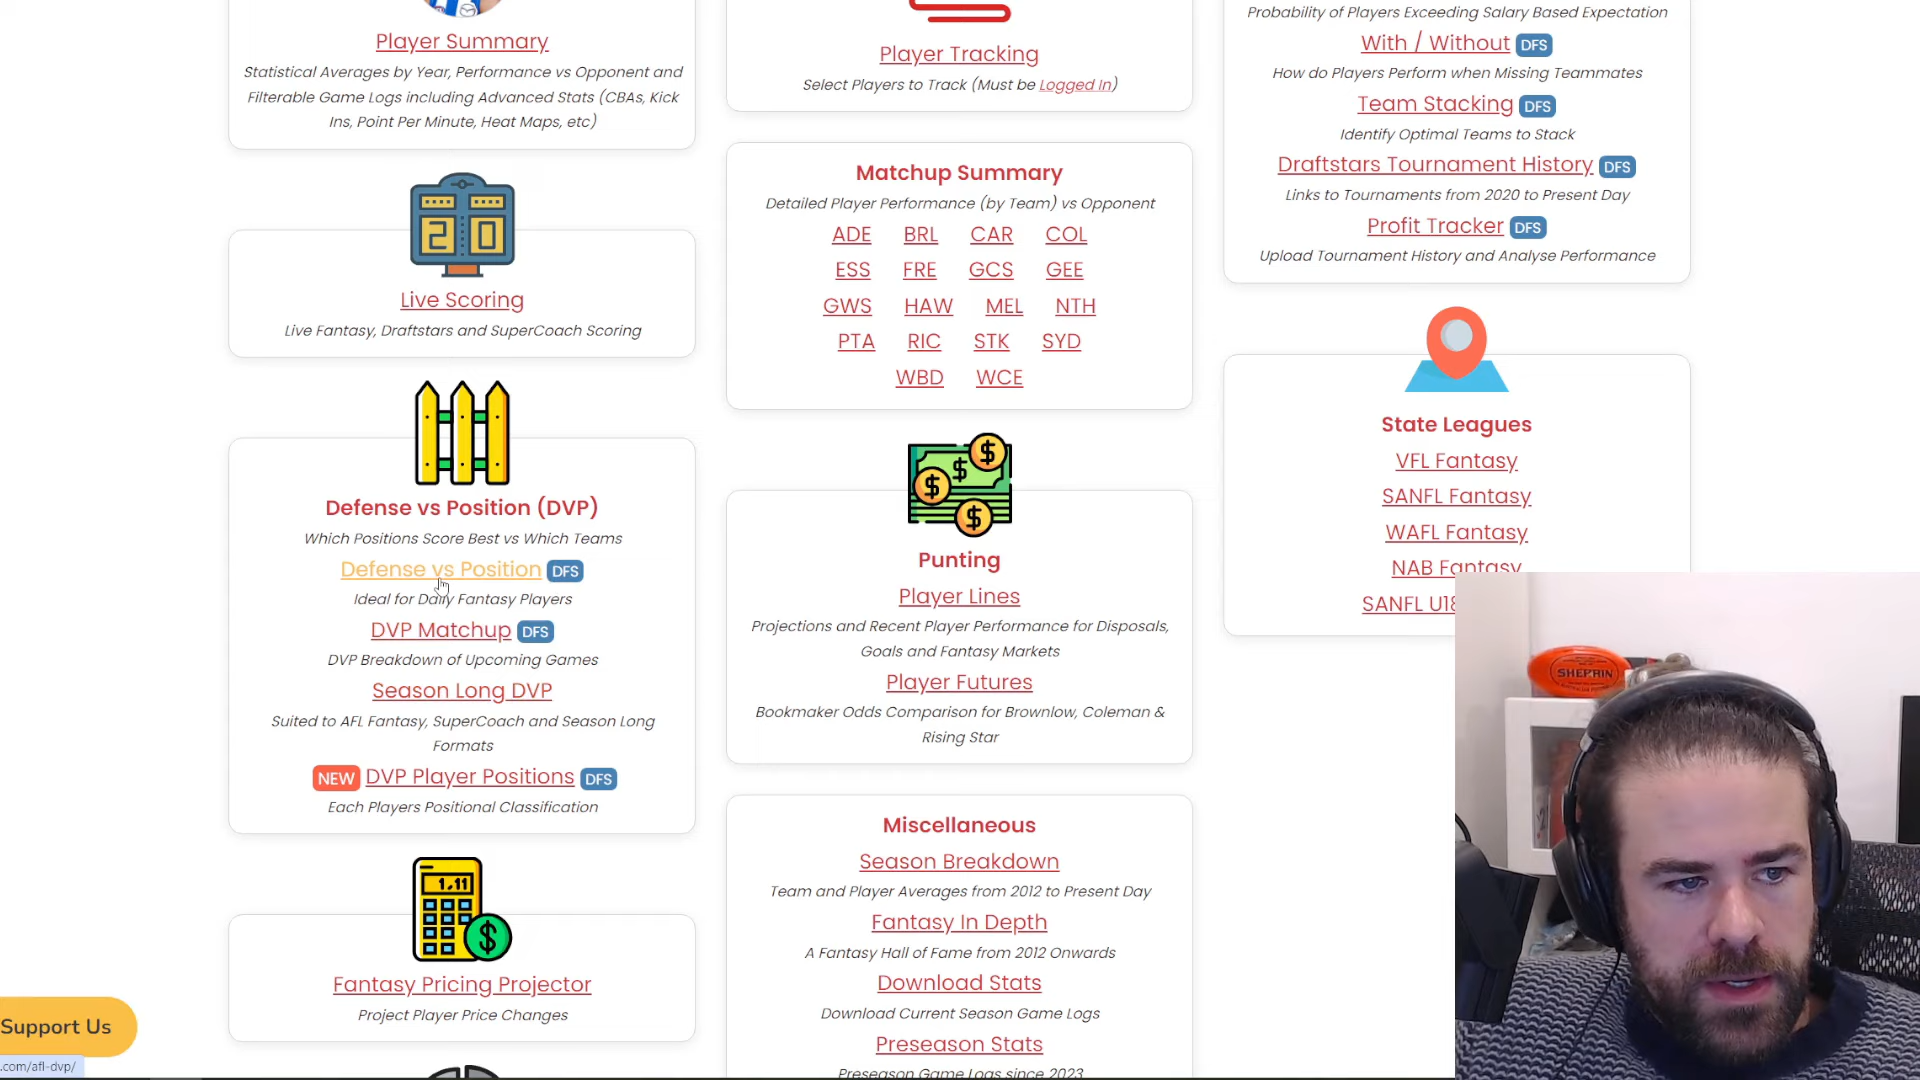 Player Summary
Statistical Averages by Year, Performance vs Opponent and
Filterable Game Logs including Advanced Stats (CBAs, Kick
Ins, Point Per Minute, Heat Maps, etc)
2 0
Live Scoring
Live Fantasy, Draftstars and SuperCoach Scoring
Defense vs Position (DVP)
Which Positions Score Best vs Which Teams
Defense vs Position DFS
Ideal for Daily Fantasy Players
DVP Matchup DFS
DVP Breakdown of Upcoming Games
Season Long DVP
Suited to AFL Fantasy, SuperCoach and Season Long
Formats
NEW DVP Player Positions DFS
Each Players Positional Classification
1.11
$
Fantasy Pricing Projector
Project Player Price Changes
Support Us
.com/afl-dvp/
Player Tracking
Select Players to Track (Must be Logged In)
Matchup Summary
Detailed Player Performance (by Team) vs Opponent
ADE BRL CAR COL
ESS FRE GCS GEE
GWS HAW MEL NTH
PTA RIC STK SYD
WBD WCE
$ $ $ $
Punting
Player Lines
Projections and Recent Player Performance for Disposals,
Goals and Fantasy Markets
Player Futures
Bookmaker Odds Comparison for Brownlow, Coleman &
Rising Star
Miscellaneous
Season Breakdown
Team and Player Averages from 2012 to Present Day
Fantasy In Depth
A Fantasy Hall of Fame from 2012 Onwards
Download Stats
Download Current Season Game Logs
Preseason Stats
Preseason Game Logs since 2023
Probability of Players Exceeding Salary Based Expectation
With / Without DFS
How do Players Perform when Missing Teammates
Team Stacking DFS
Identify Optimal Teams to Stack
Draftstars Tournament History DFS
Links to Tournaments from 2020 to Present Day
Profit Tracker DFS
Upload Tournament History and Analyse Performance
State Leagues
VFL Fantasy
SANFL Fantasy
WAFL Fantasy
NAB Fantasy
SANFL U18
SHERRIN